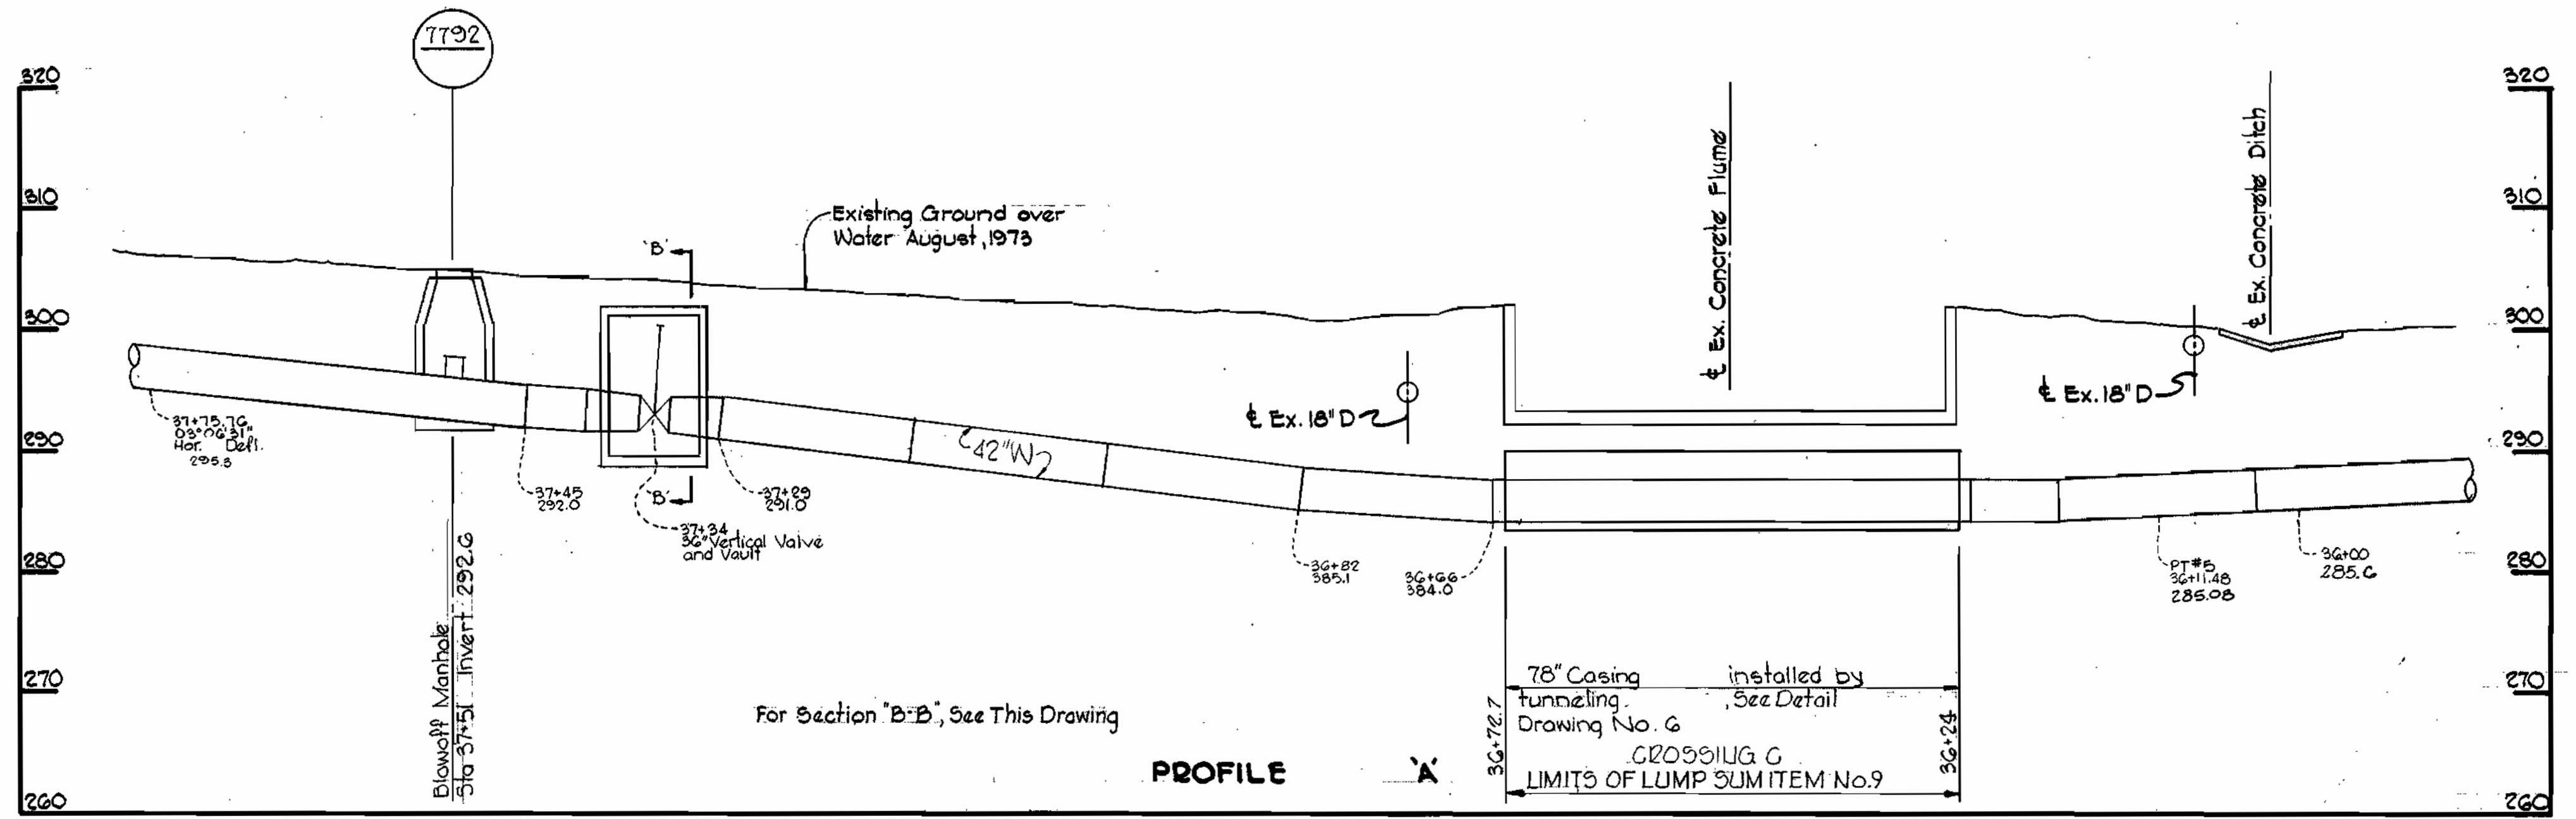 7792
320
310
300
290
280
270
260
320
310
300
290
280
270
260
Existing Ground over
Water August, 1973
'B'
'B'
℄ Ex. Concrete Flume
℄ Ex. Concrete Ditch
℄ Ex. 18"D
℄ Ex. 18"D
42"W
37+75.76
03°06'31"
Hor. Defl.
295.3
37+45
292.0
37+34
36" Vertical Valve
and Vault
37+29
291.0
36+82
385.1
36+66
384.0
PT#5
36+11.48
285.08
36+00
285.6
Blowoff Manhole
Sta 37+51 Invert 292.6
For Section "B-B", See This Drawing
PROFILE 'A'
36+72.7
36+24
78" Casing installed by
tunneling. , See Detail
Drawing No. 6
CROSSING C
LIMITS OF LUMP SUM ITEM No.9